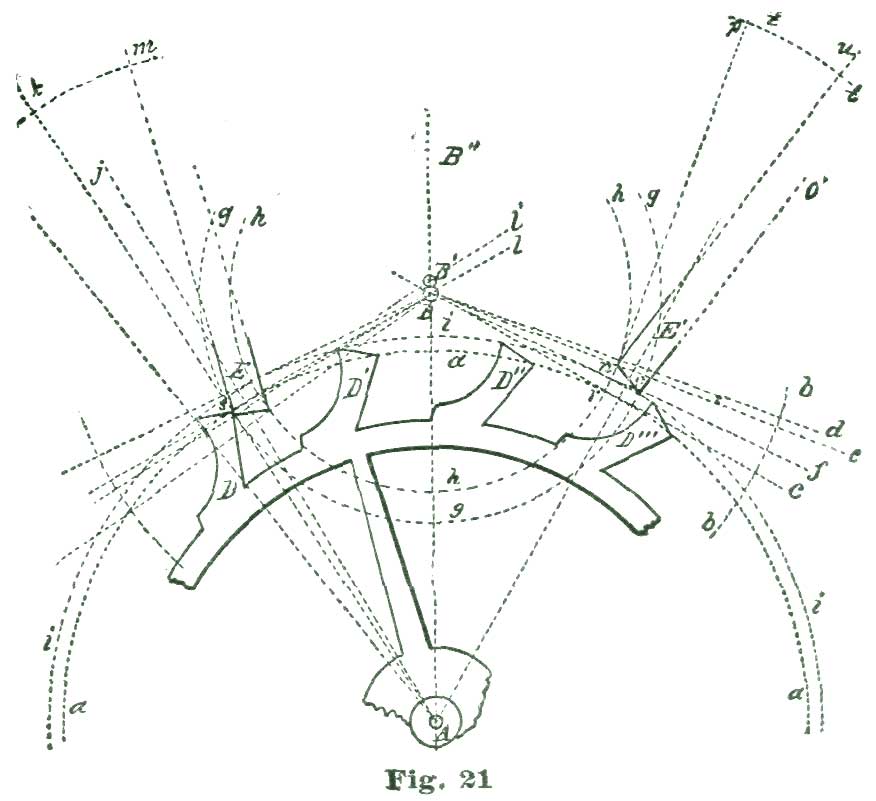 k m p z u t
j B" o'
g h h g
l'
l
B'
B
i E'
E a
D' D" r
s b
d
D D''' e
f
c
h b
g
i i
a a
A
Fig. 21